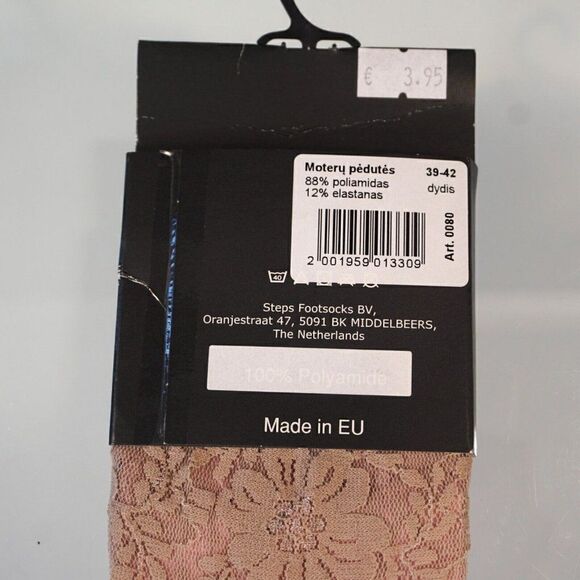 € 3.95
Moterų pėdutės 39-42
88% poliamidas dydis
12% elastanas
Art. 0080
2 001959 013309
40
Steps Footsocks BV,
Oranjestraat 47, 5091 BK MIDDELBEERS,
The Netherlands
100% Polyamide
Made in EU